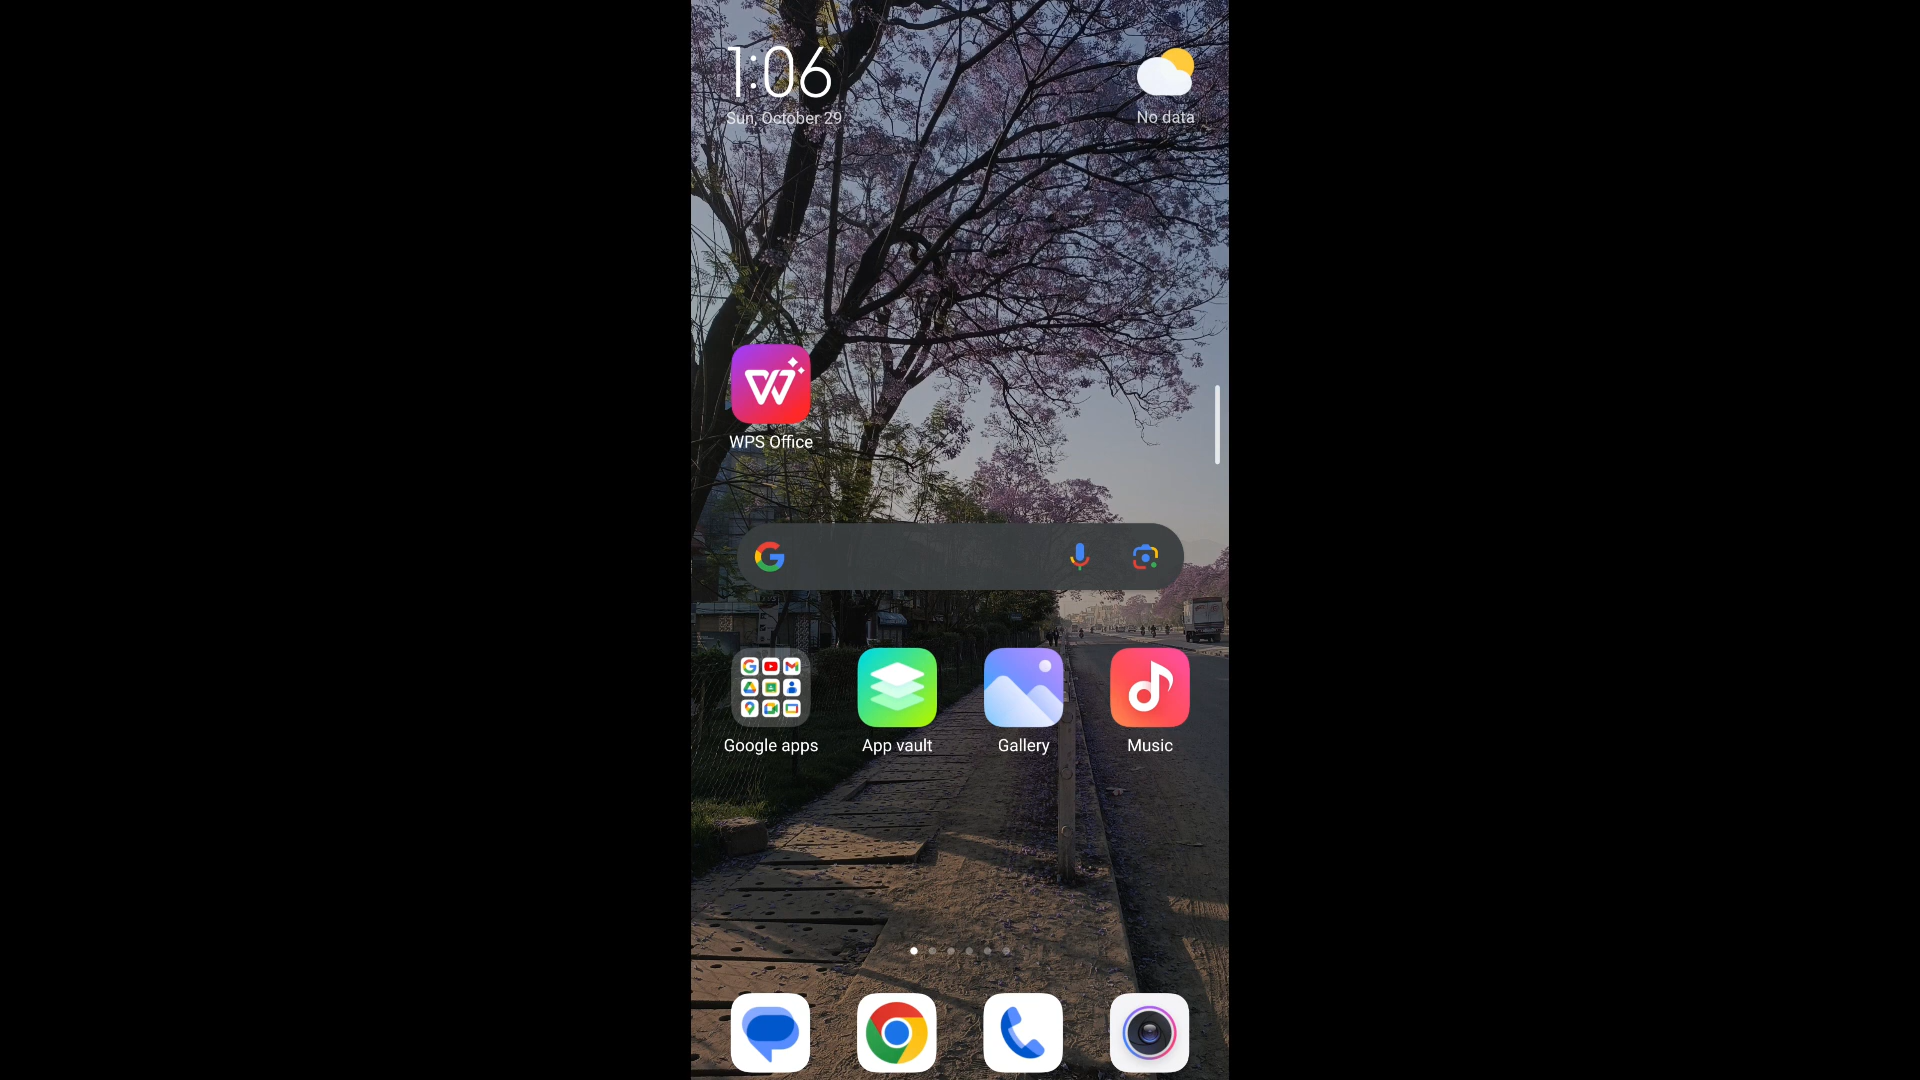 1:06
Sun, October 29
No data
WPS Office
Google apps
App vault
Gallery
Music